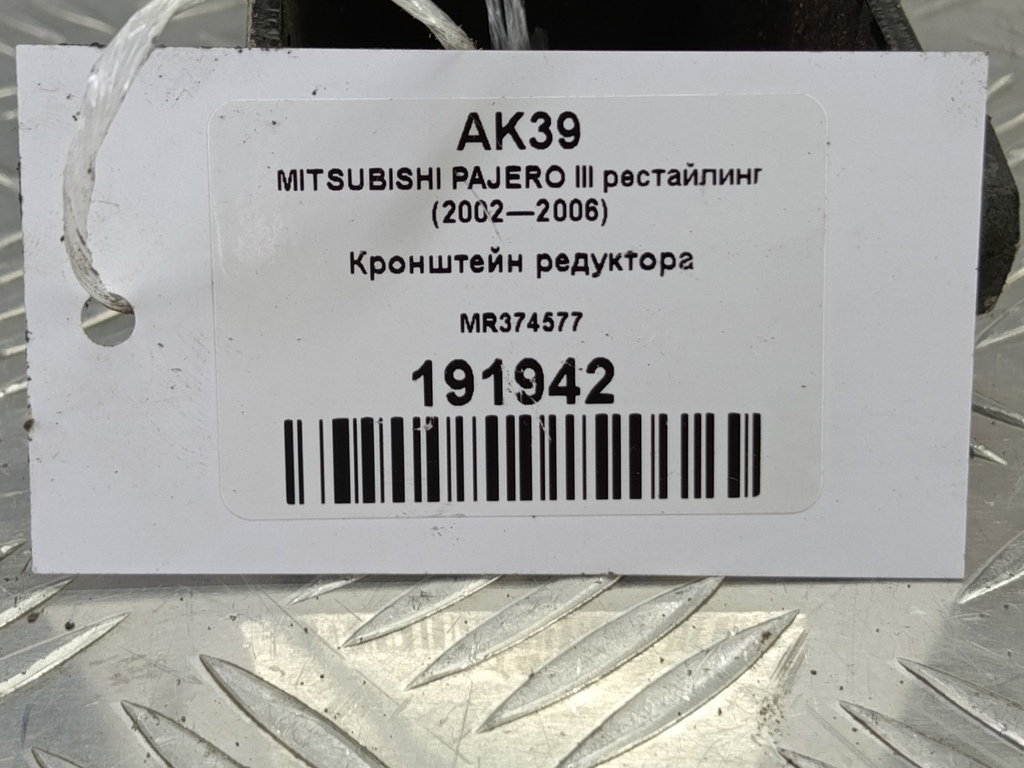 AK39
MITSUBISHI PAJERO III рестайлинг
(2002—2006)
Кронштейн редуктора
MR374577
191942